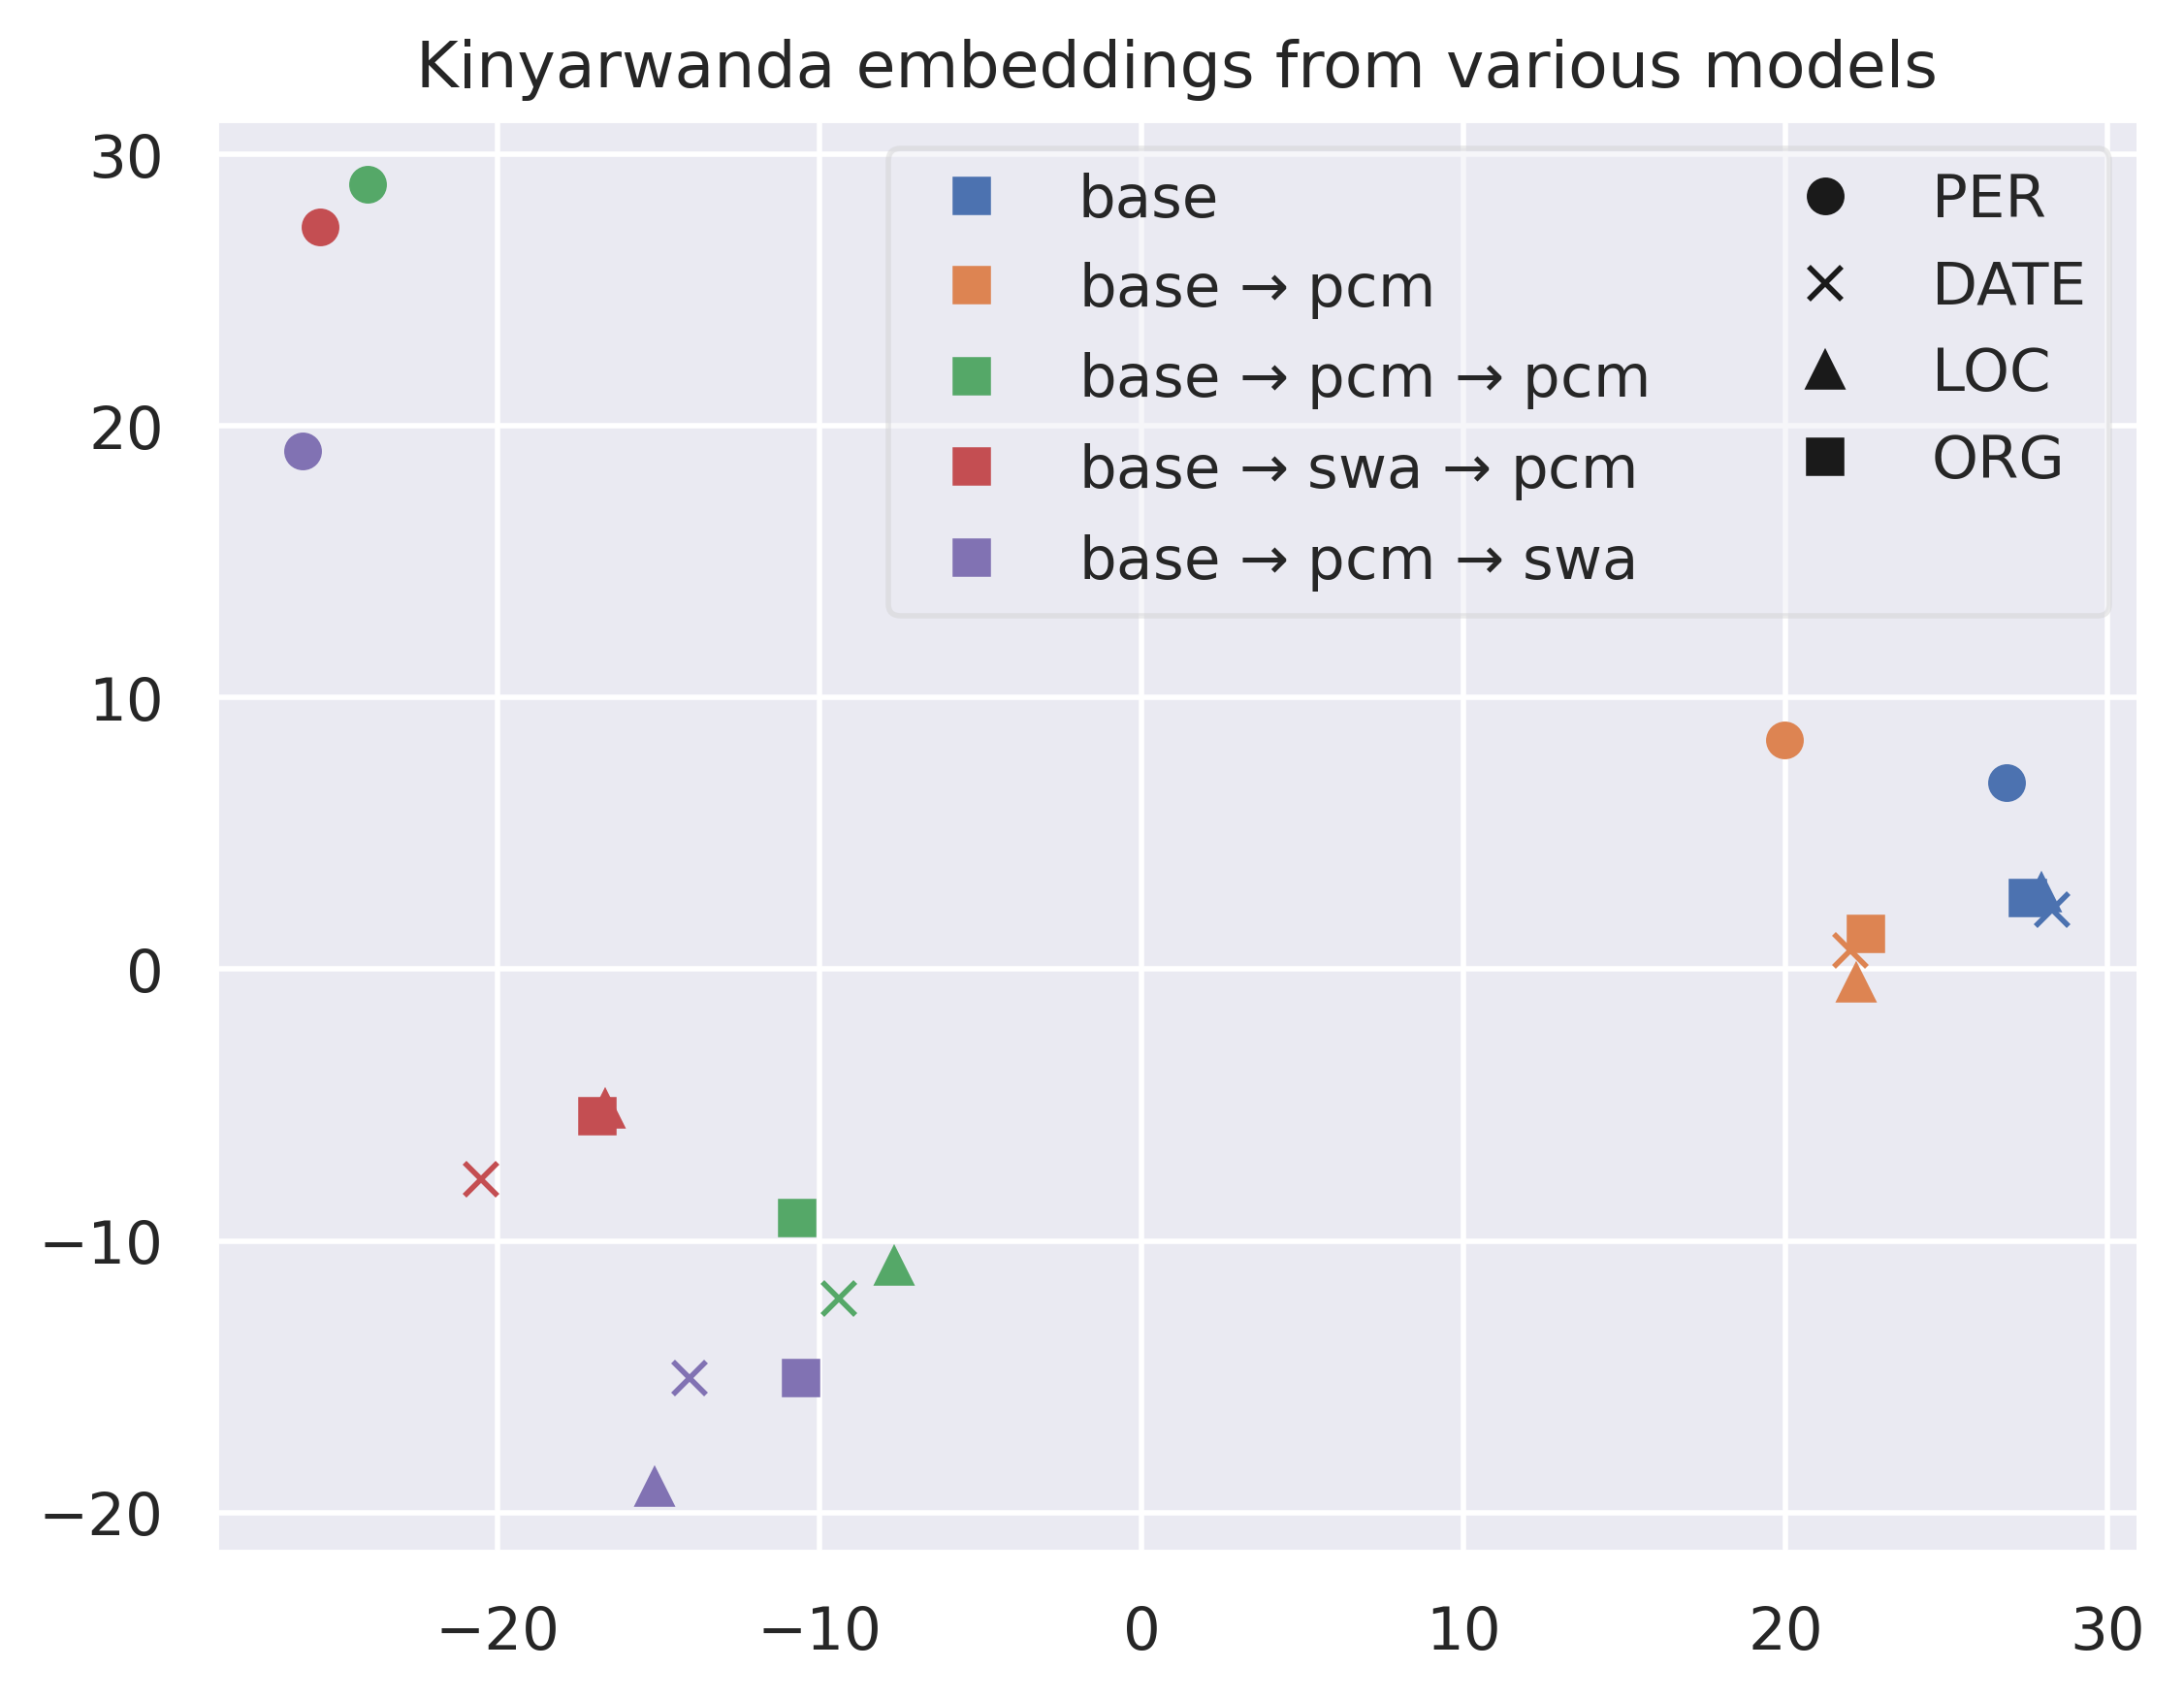 Kinyarwanda embeddings from various models
30
20
10
0
−10
−20
base
base → pcm
base → pcm → pcm
base → swa → pcm
base → pcm → swa
PER
DATE
LOC
ORG
−20 −10 0 10 20 30